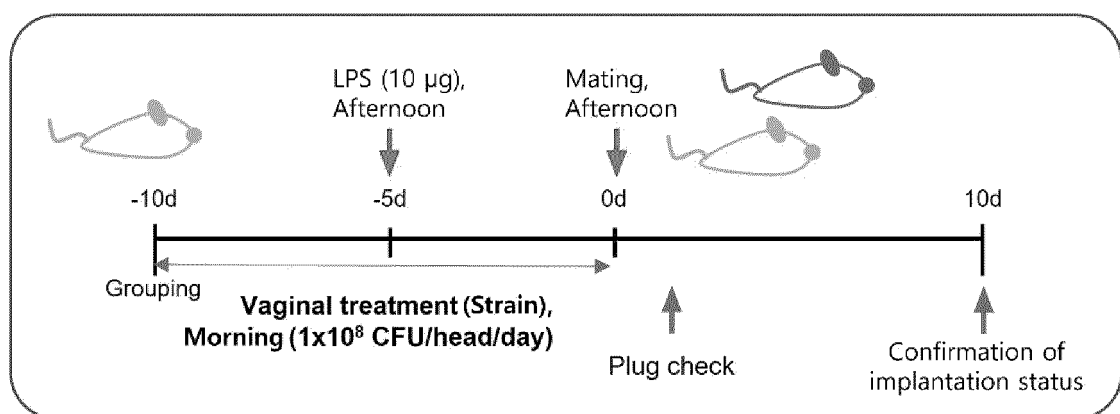 LPS (10 µg),
Afternoon
Mating,
Afternoon
-10d
-5d
0d
10d
Grouping
Vaginal treatment (Strain),
Morning (1x10⁸ CFU/head/day)
Plug check
Confirmation of
implantation status